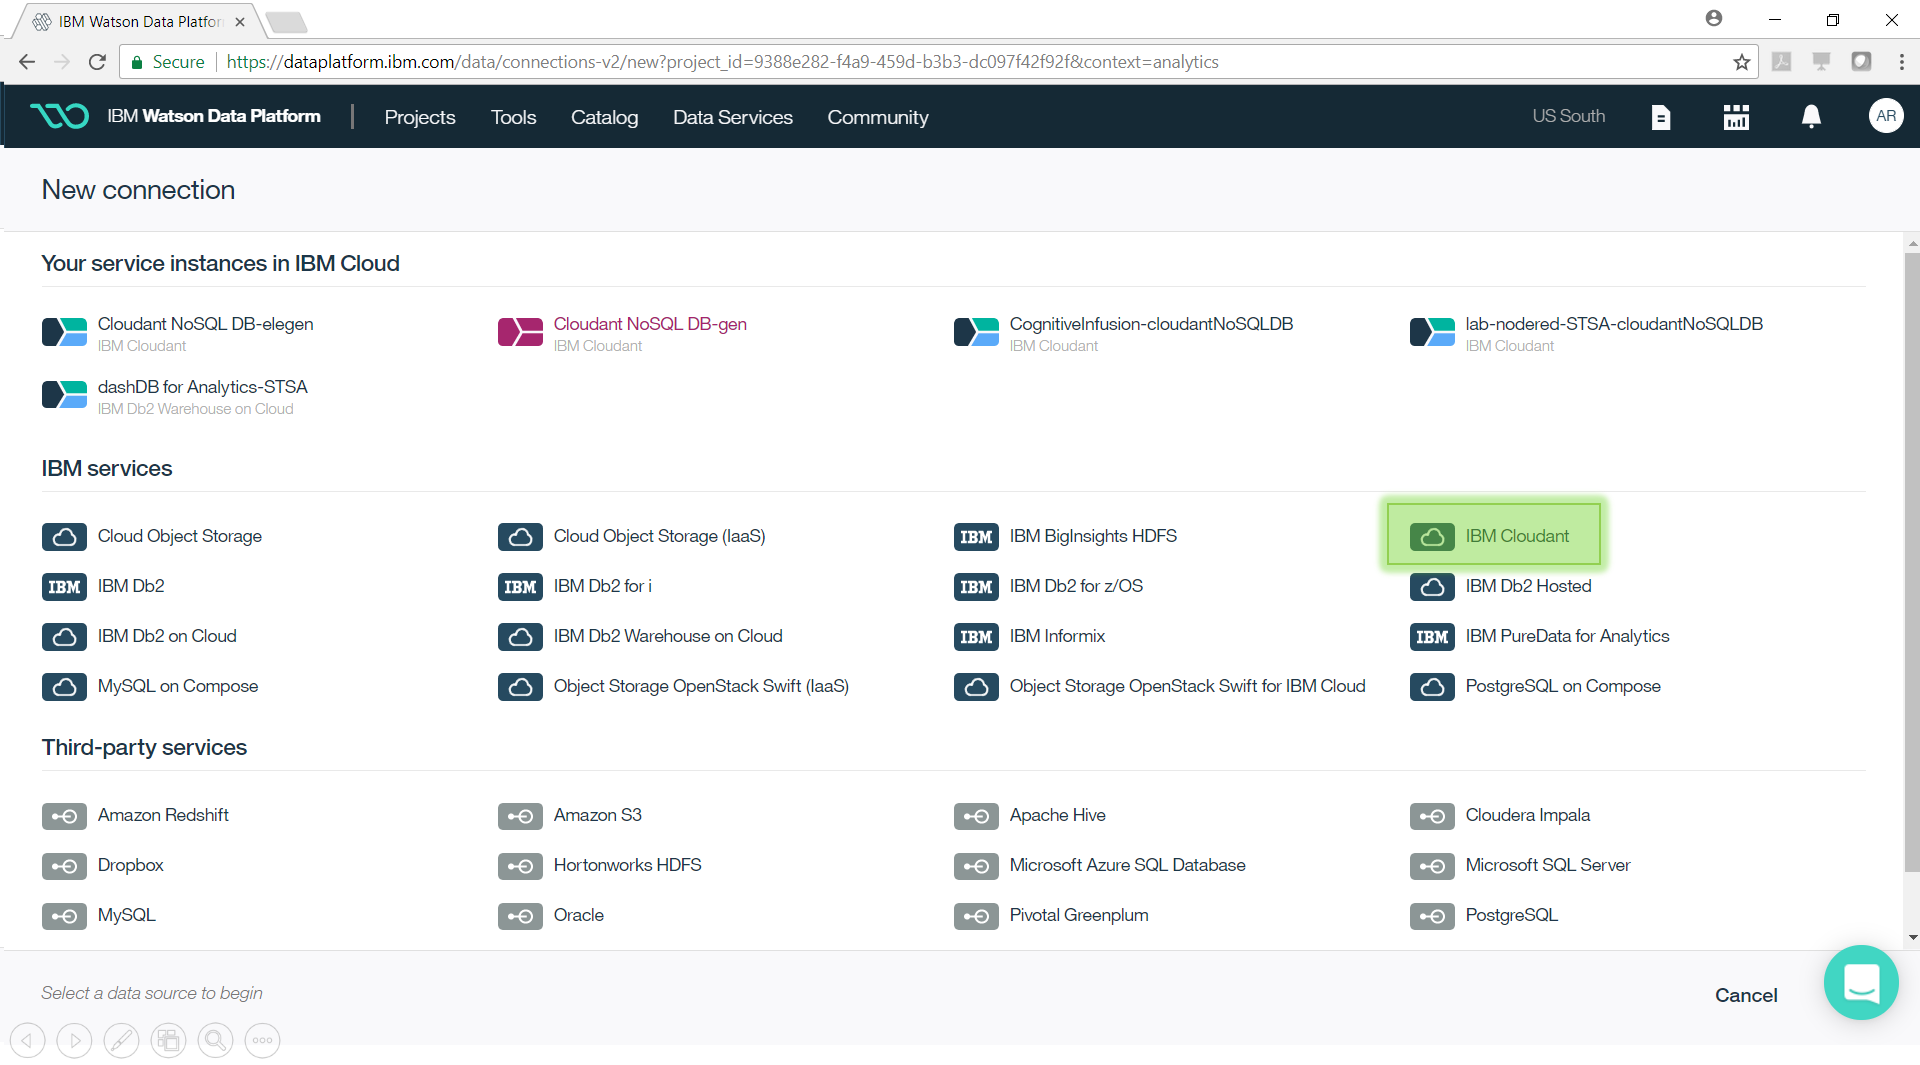 IBM Watson Data Platfor
Secure https://dataplatform.ibm.com/data/connections-v2/new?project_id=9388e282-f4a9-459d-b3b3-dc097f42f92f&context=analytics
IBM Watson Data Platform Projects Tools Catalog Data Services Community US South AR
New connection
Your service instances in IBM Cloud
Cloudant NoSQL DB-elegen Cloudant NoSQL DB-gen CognitiveInfusion-cloudantNoSQLDB lab-nodered-STSA-cloudantNoSQLDB
IBM Cloudant IBM Cloudant IBM Cloudant IBM Cloudant
dashDB for Analytics-STSA
IBM Db2 Warehouse on Cloud
IBM services
Cloud Object Storage Cloud Object Storage (IaaS) IBM IBM BigInsights HDFS IBM Cloudant
IBM IBM Db2 IBM IBM Db2 for i IBM IBM Db2 for z/OS IBM Db2 Hosted
IBM Db2 on Cloud IBM Db2 Warehouse on Cloud IBM IBM Informix IBM IBM PureData for Analytics
MySQL on Compose Object Storage OpenStack Swift (IaaS) Object Storage OpenStack Swift for IBM Cloud PostgreSQL on Compose
Third-party services
Amazon Redshift Amazon S3 Apache Hive Cloudera Impala
Dropbox Hortonworks HDFS Microsoft Azure SQL Database Microsoft SQL Server
MySQL Oracle Pivotal Greenplum PostgreSQL
Select a data source to begin Cancel